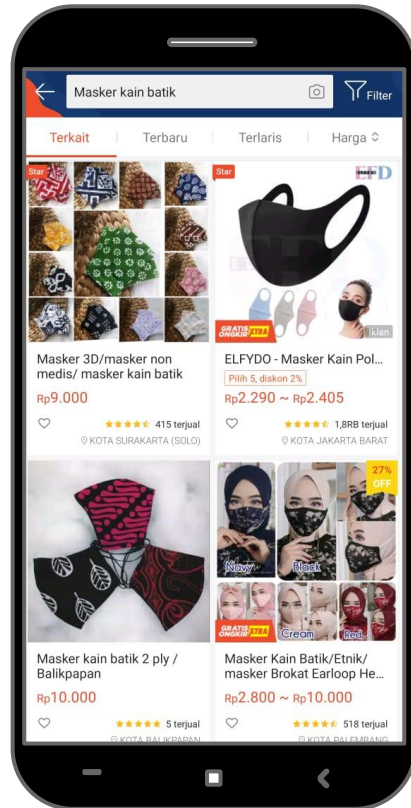 Masker kain batik
Filter
Terkait
Terbaru
Terlaris
Harga
Star
Masker 3D/masker non
medis/ masker kain batik
Rp9.000
415 terjual
KOTA SURAKARTA (SOLO)
Star
EFD
GRATIS
ONGKIR XTRA
Iklan
ELFYDO - Masker Kain Pol...
Pilih 5, diskon 2%
Rp2.290 ~ Rp2.405
1,8RB terjual
KOTA JAKARTA BARAT
Masker kain batik 2 ply /
Balikpapan
Rp10.000
5 terjual
KOTA BALIKPAPAN
27%
OFF
Navy
Black
GRATIS
ONGKIR XTRA
Cream
Red
Masker Kain Batik/Etnik/
masker Brokat Earloop He...
Rp2.800 ~ Rp10.000
518 terjual
KOTA PALEMBANG